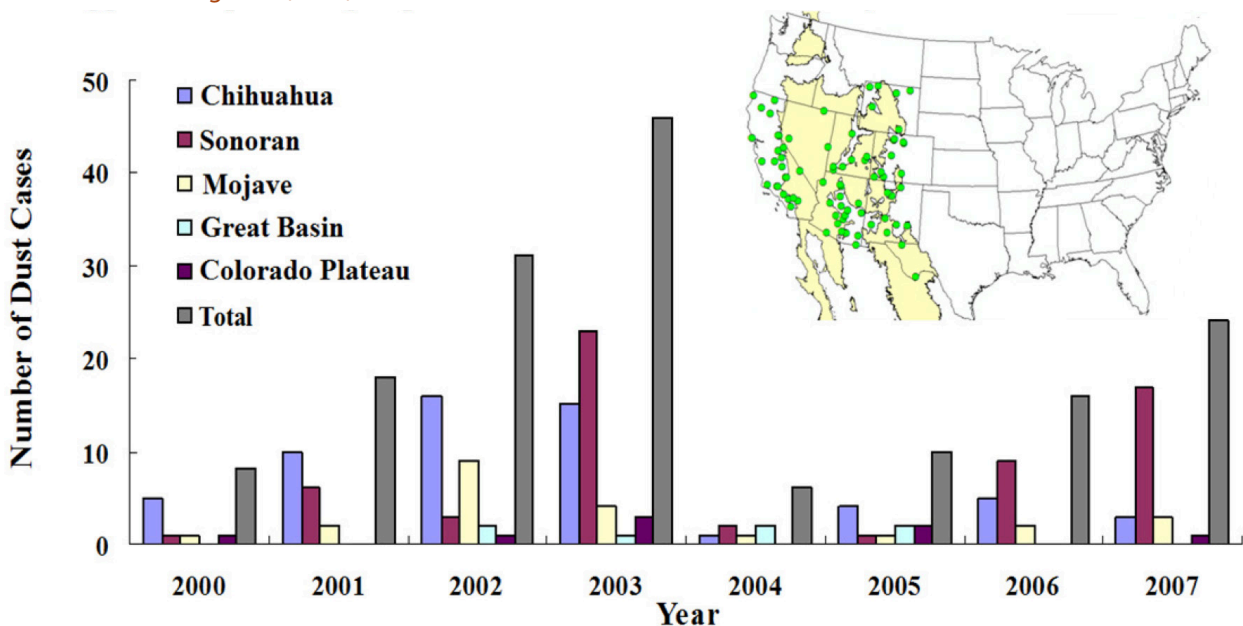 50
40
30
20
10
0
Number of Dust Cases
Chihuahua
Sonoran
Mojave
Great Basin
Colorado Plateau
Total
2000 2001 2002 2003 2004 2005 2006 2007
Year